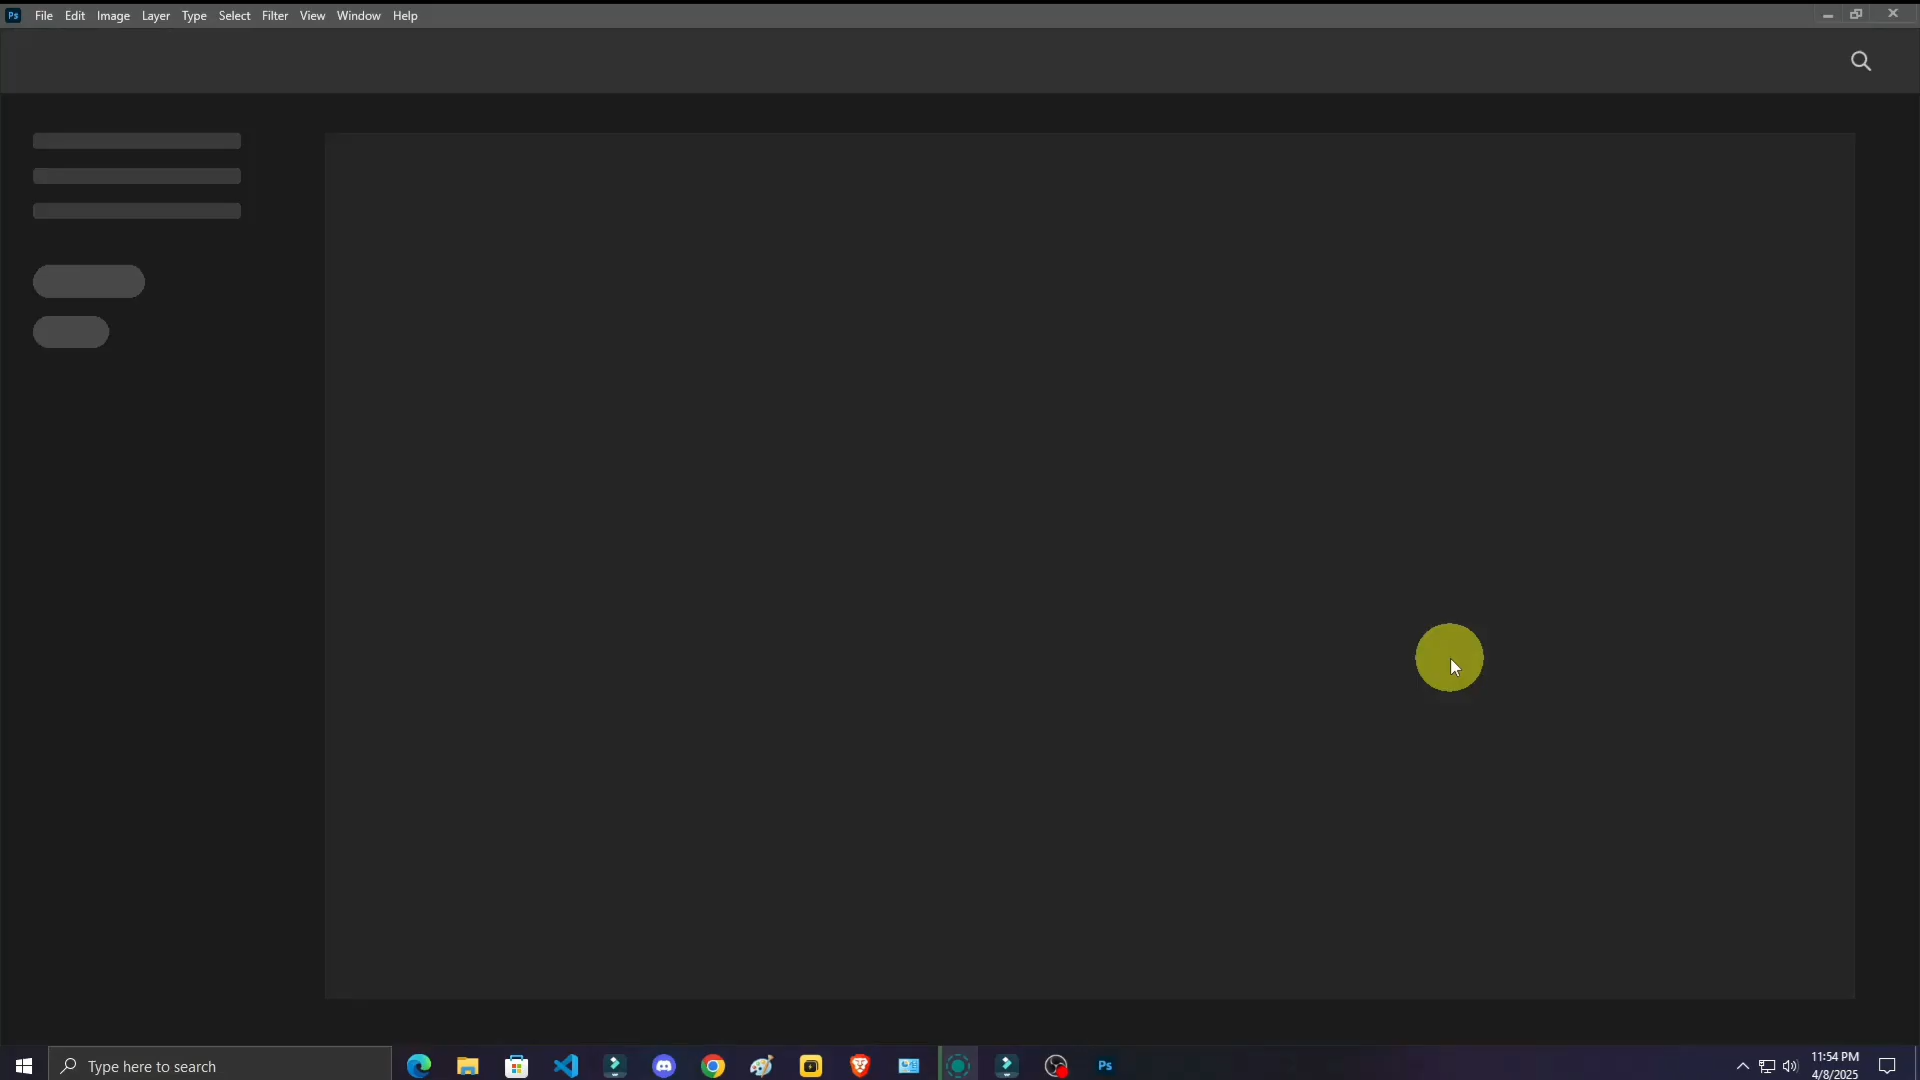 Ps File Edit Image Layer Type Select Filter View Window Help
Type here to search
Ps
11:54 PM
4/8/2025